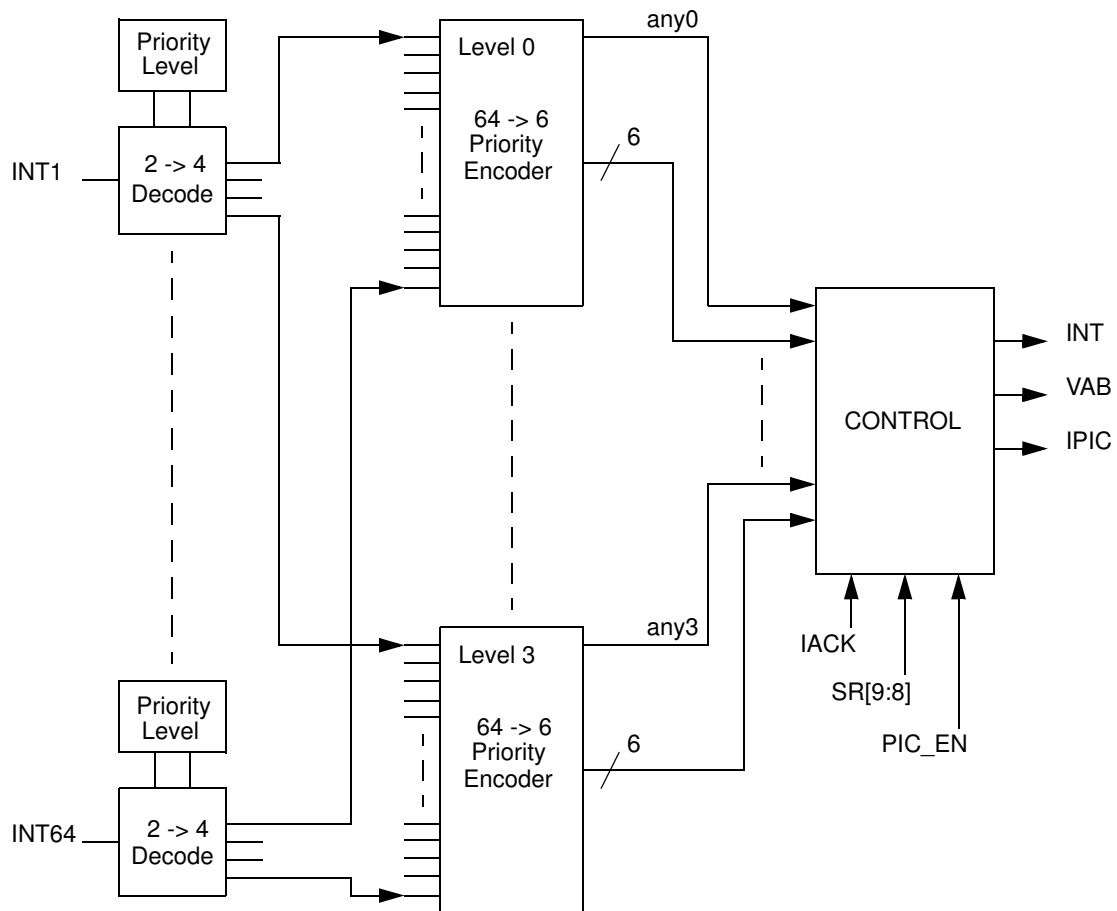 any0
Priority
Level
Level 0
64 -> 6
Priority
Encoder
6
2 -> 4
Decode
INT1
INT
VAB
IPIC
CONTROL
any3
Level 3
IACK
SR[9:8]
PIC_EN
Priority
Level
64 -> 6
Priority
Encoder
6
INT64
2 -> 4
Decode